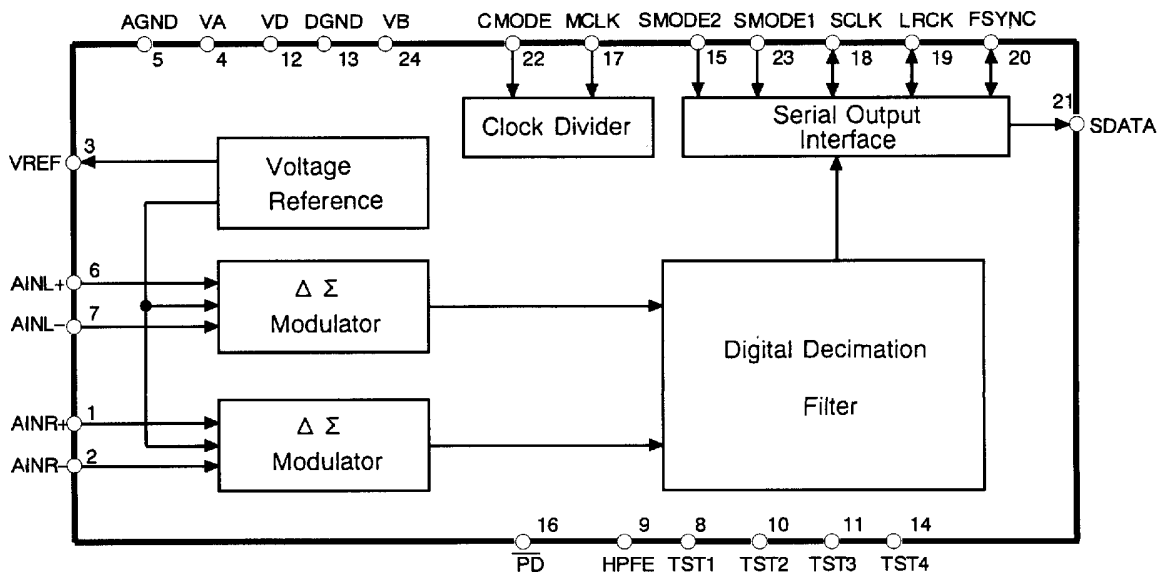 AGND VA VD DGND VB CMODE MCLK SMODE2 SMODE1 SCLK LRCK FSYNC
5 4 12 13 24 22 17 15 23 18 19 20
21
SDATA
Clock Divider
Serial Output
Interface
3
VREF
Voltage
Reference
6
AINL+
7
AINL−
Δ Σ
Modulator
Digital Decimation
Filter
1
AINR+
2
AINR−
Δ Σ
Modulator
16 9 8 10 11 14
PD HPFE TST1 TST2 TST3 TST4